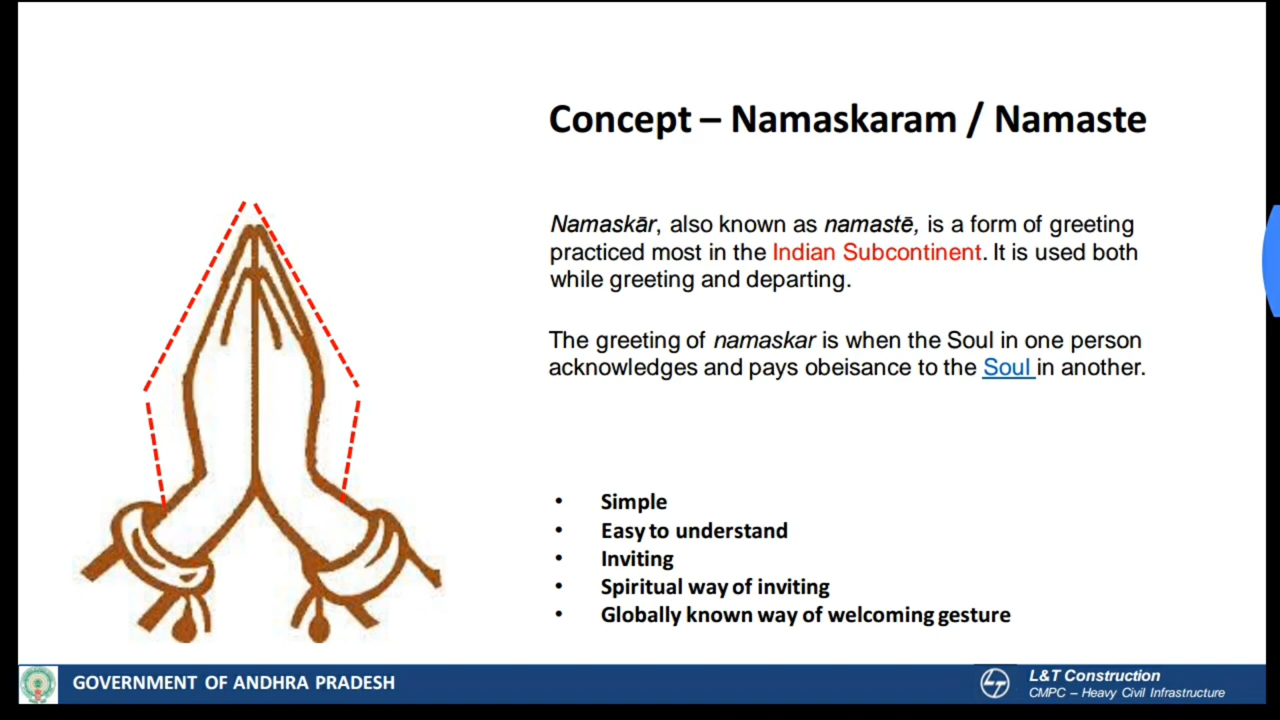 Concept – Namaskaram / Namaste
Namaskār, also known as namastē, is a form of greeting
practiced most in the Indian Subcontinent. It is used both
while greeting and departing.
The greeting of namaskar is when the Soul in one person
acknowledges and pays obeisance to the Soul in another.
• Simple
• Easy to understand
• Inviting
• Spiritual way of inviting
• Globally known way of welcoming gesture
GOVERNMENT OF ANDHRA PRADESH
L&T Construction
CMPC – Heavy Civil Infrastructure